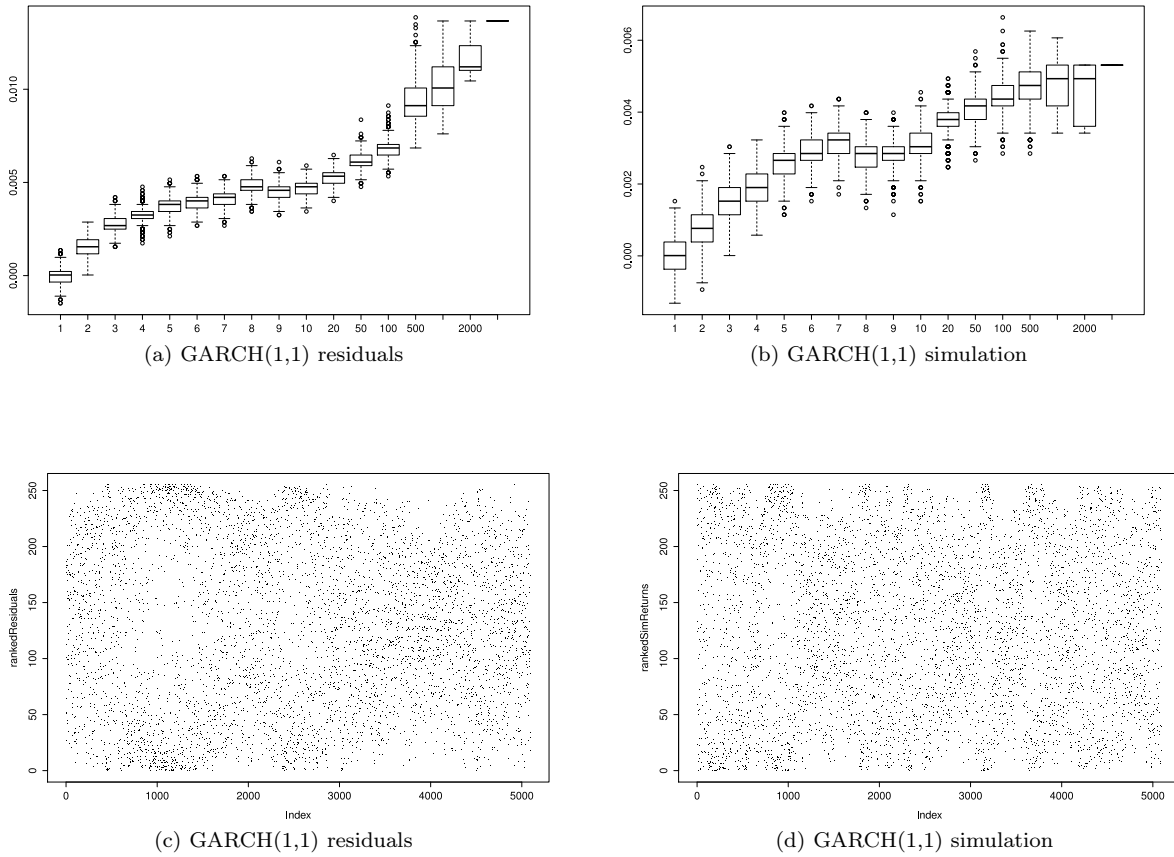 0.010
0.005
0.000
1 2 3 4 5 6 7 8 9 10 20 50 100 500 2000
(a) GARCH(1,1) residuals
0.006
0.004
0.002
0.000
1 2 3 4 5 6 7 8 9 10 20 50 100 500 2000
(b) GARCH(1,1) simulation
250
200
150
100
50
0
rankedResiduals
0 1000 2000 3000 4000 5000
Index
(c) GARCH(1,1) residuals
250
200
150
100
50
0
rankedSimReturns
0 1000 2000 3000 4000 5000
Index
(d) GARCH(1,1) simulation